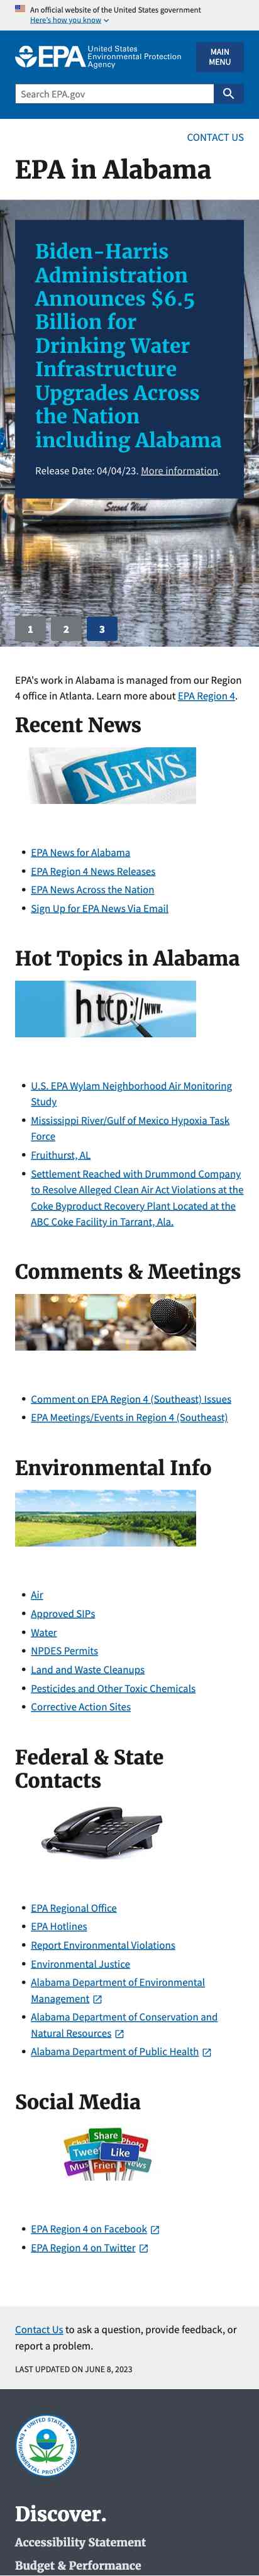 An official website of the United States government
Here's how you know
EPA
United States
Environmental Protection
Agency
MAIN
MENU
Search EPA.gov
CONTACT US
EPA in Alabama
Biden-Harris
Administration
Announces $6.5
Billion for
Drinking Water
Infrastructure
Upgrades Across
the Nation
including Alabama
Release Date: 04/04/23. More information.
Second Wind
1 2 3
EPA's work in Alabama is managed from our Region
4 office in Atlanta. Learn more about EPA Region 4.
Recent News
NEWS
EPA News for Alabama
EPA Region 4 News Releases
EPA News Across the Nation
Sign Up for EPA News Via Email
Hot Topics in Alabama
http://www.
U.S. EPA Wylam Neighborhood Air Monitoring
Study
Mississippi River/Gulf of Mexico Hypoxia Task
Force
Fruithurst, AL
Settlement Reached with Drummond Company
to Resolve Alleged Clean Air Act Violations at the
Coke Byproduct Recovery Plant Located at the
ABC Coke Facility in Tarrant, Ala.
Comments & Meetings
Comment on EPA Region 4 (Southeast) Issues
EPA Meetings/Events in Region 4 (Southeast)
Environmental Info
Air
Approved SIPs
Water
NPDES Permits
Land and Waste Cleanups
Pesticides and Other Toxic Chemicals
Corrective Action Sites
Federal & State
Contacts
EPA Regional Office
EPA Hotlines
Report Environmental Violations
Environmental Justice
Alabama Department of Environmental
Management
Alabama Department of Conservation and
Natural Resources
Alabama Department of Public Health
Social Media
Share
Tweet Like
EPA Region 4 on Facebook
EPA Region 4 on Twitter
Contact Us to ask a question, provide feedback, or
report a problem.
LAST UPDATED ON JUNE 8, 2023
UNITED STATES
ENVIRONMENTAL PROTECTION AGENCY
Discover.
Accessibility Statement
Budget & Performance